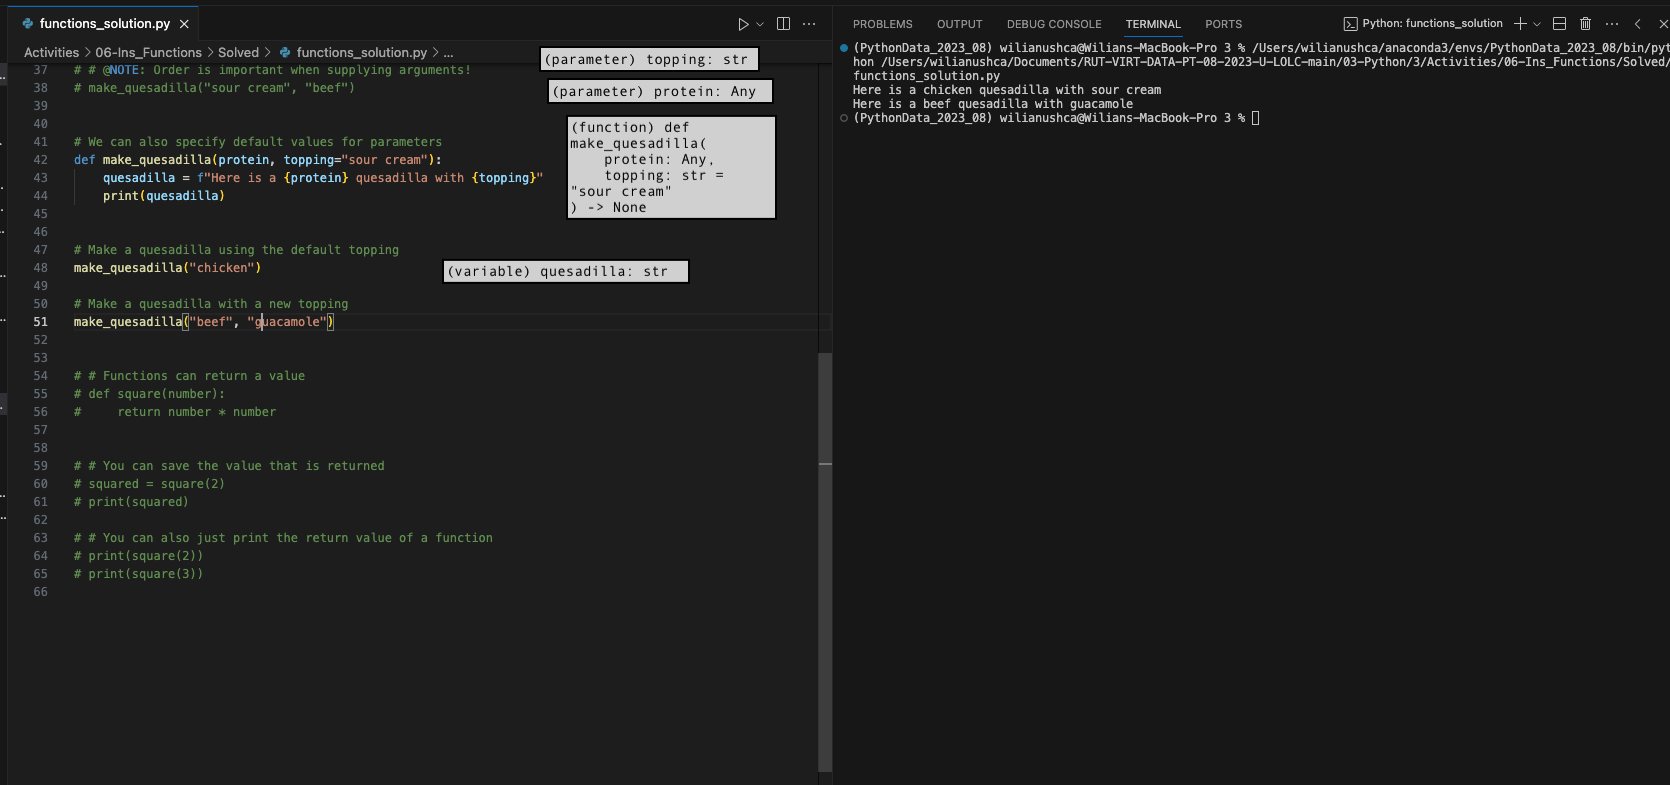 functions_solution.py
Activities > 06-Ins_Functions > Solved > functions_solution.py > ...
37 # # @NOTE: Order is important when supplying arguments!
38 # make_quesadilla("sour cream", "beef")
39
40
41 # We can also specify default values for parameters
42 def make_quesadilla(protein, topping="sour cream"):
43     quesadilla = f"Here is a {protein} quesadilla with {topping}"
44     print(quesadilla)
45
46
47 # Make a quesadilla using the default topping
48 make_quesadilla("chicken")
49
50 # Make a quesadilla with a new topping
51 make_quesadilla("beef", "guacamole")
52
53
54 # # Functions can return a value
55 # def square(number):
56 #     return number * number
57
58
59 # # You can save the value that is returned
60 # squared = square(2)
61 # print(squared)
62
63 # # You can also just print the return value of a function
64 # print(square(2))
65 # print(square(3))
66
(parameter) topping: str
(parameter) protein: Any
(function) def
make_quesadilla(
    protein: Any,
    topping: str =
"sour cream"
) -> None
(variable) quesadilla: str
PROBLEMS OUTPUT DEBUG CONSOLE TERMINAL PORTS
Python: functions_solution
(PythonData_2023_08) wilianushca@Wilians-MacBook-Pro 3 % /Users/wilianushca/anaconda3/envs/PythonData_2023_08/bin/pyt
hon /Users/wilianushca/Documents/RUT-VIRT-DATA-PT-08-2023-U-LOLC-main/03-Python/3/Activities/06-Ins_Functions/Solved/
functions_solution.py
Here is a chicken quesadilla with sour cream
Here is a beef quesadilla with guacamole
(PythonData_2023_08) wilianushca@Wilians-MacBook-Pro 3 %